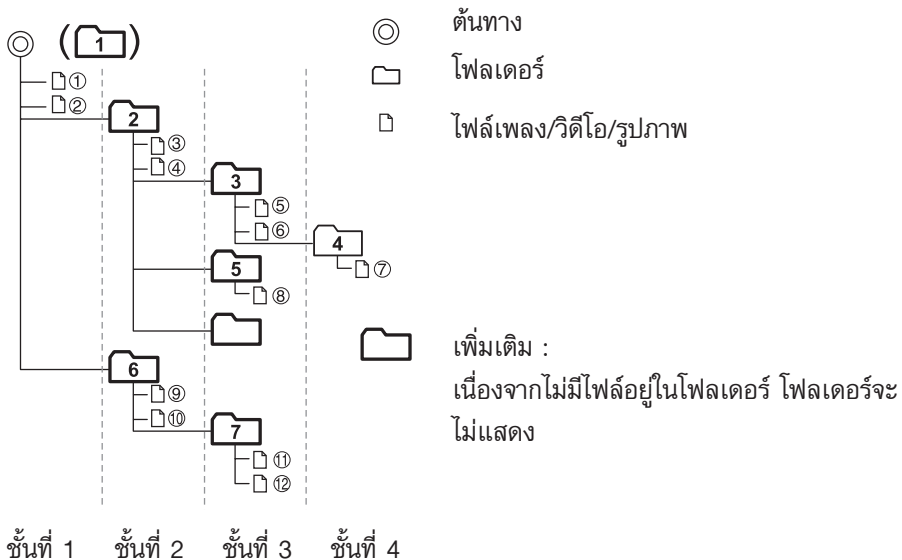 (1)
①
②
2
③
④
3
⑤
⑥
4
⑦
5
⑧
6
⑨
⑩
7
⑪
⑫
ชั้นที่ 1 ชั้นที่ 2 ชั้นที่ 3 ชั้นที่ 4
ต้นทาง
โฟลเดอร์
ไฟล์เพลง/วิดีโอ/รูปภาพ
เพิ่มเติม :
เนื่องจากไม่มีไฟล์อยู่ในโฟลเดอร์ โฟลเดอร์จะ
ไม่แสดง